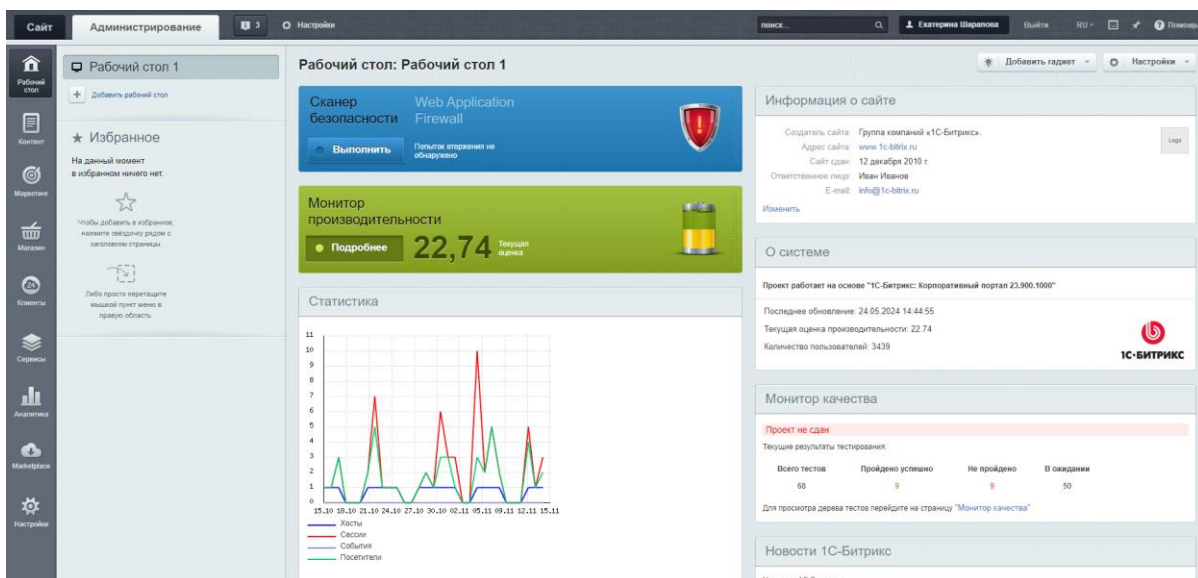 Сайт
Администрирование
3
Настройки
поиск...
Екатерина Шарапова
Выйти
RU
Помощь
Рабочий стол
Контент
Маркетинг
Магазин
24
Клиенты
Сервисы
Аналитика
Marketplace
Настройки
Рабочий стол 1
Добавить рабочий стол
Избранное
На данный момент
в избранном ничего нет.
Чтобы добавить в избранное,
нажмите звёздочку рядом с
заголовком страницы.
Либо просто перетащите
мышкой пункт меню в
правую область.
Рабочий стол: Рабочий стол 1
Добавить гаджет
Настройки
Сканер
безопасности
Web Application
Firewall
Выполнить
Попыток вторжения не
обнаружено
Монитор
производительности
Подробнее
22,74
Текущая
оценка
Статистика
11
10
9
8
7
6
5
4
3
2
1
0
15.10 18.10 21.10 24.10 27.10 30.10 02.11 05.11 09.11 12.11 15.11
Хосты
Сессии
События
Посетители
Информация о сайте
Создатель сайта: Группа компаний «1С-Битрикс».
Адрес сайта: www.1c-bitrix.ru
Сайт сдан: 12 декабря 2010 г.
Ответственное лицо: Иван Иванов
E-mail: info@1c-bitrix.ru
Logo
Изменить
О системе
Проект работает на основе "1С-Битрикс: Корпоративный портал 23.900.1000"
Последнее обновление: 24.05.2024 14:44:55
Текущая оценка производительности: 22.74
Количество пользователей: 3439
1С-БИТРИКС
Монитор качества
Проект не сдан
Текущие результаты тестирования:
Всего тестов Пройдено успешно Не пройдено В ожидании
68 9 9 50
Для просмотра дерева тестов перейдите на страницу "Монитор качества"
Новости 1С-Битрикс